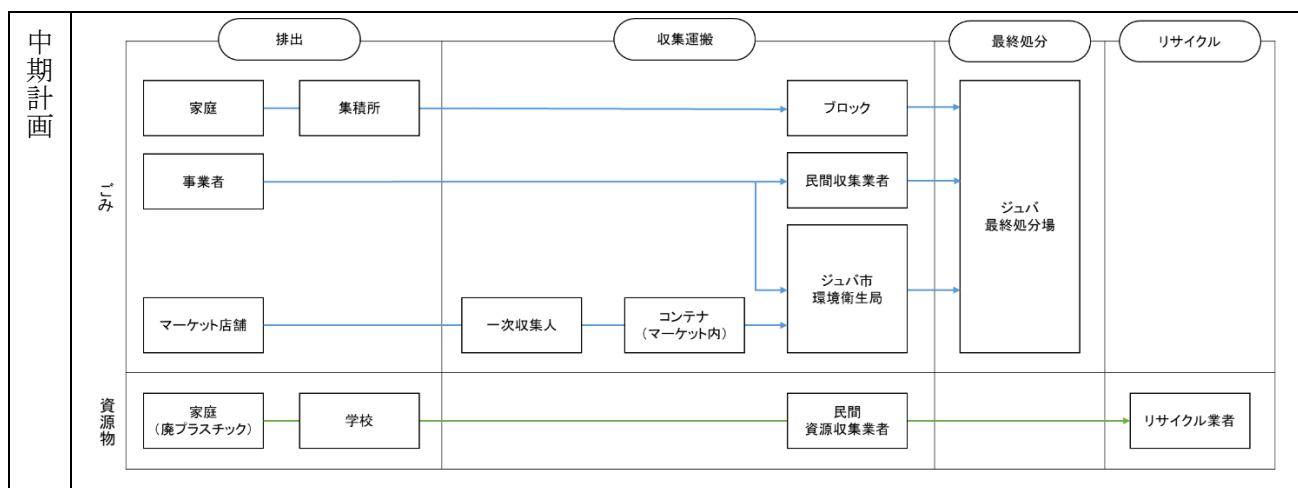 中期計画
排出
収集運搬
最終処分
リサイクル
ごみ
家庭
集積所
ブロック
事業者
民間収集業者
ジュバ
最終処分場
ジュバ市
環境衛生局
マーケット店舗
一次収集人
コンテナ
（マーケット内）
資源物
家庭
（廃プラスチック）
学校
民間
資源収集業者
リサイクル業者